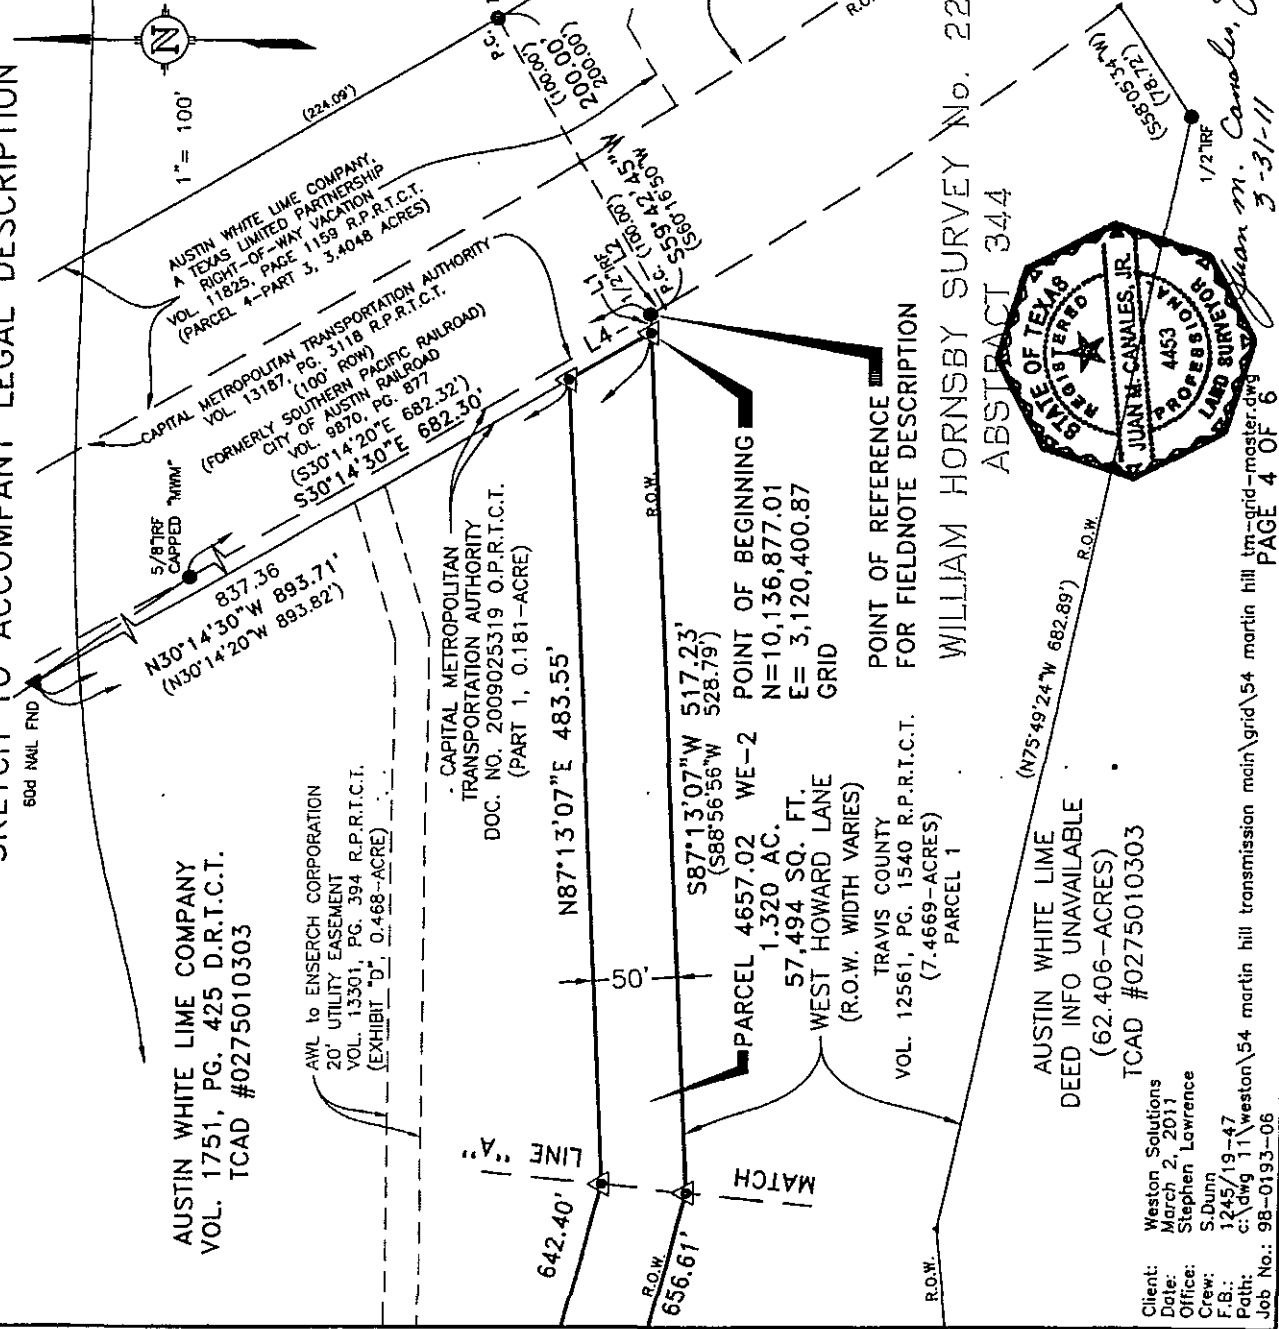 SKETCH TO ACCOMPANY LEGAL DESCRIPTION
N
1"= 100'
60d NAIL FND
5/8"IRF
CAPPED "MWM"
837.36
N30°14'30"W 893.71'
(N30°14'20"W 893.82')
(224.09')
P.C.
(100.00')
200.00'
200.00')
R.O.
AUSTIN WHITE LIME COMPANY,
A TEXAS LIMITED PARTNERSHIP
RIGHT-OF-WAY VACATION
VOL. 11825, PAGE 1159 R.P.R.T.C.T.
(PARCEL 4-PART 3, 3.4048 ACRES)
CAPITAL METROPOLITAN TRANSPORTATION AUTHORITY
VOL. 13187, PG. 3118 R.P.R.T.C.T.
(100' ROW)
(FORMERLY SOUTHERN PACIFIC RAILROAD)
CITY OF AUSTIN RAILROAD
VOL. 9870, PG. 877
(S30°14'20"E 682.32')
S30°14'30"E 682.30'
L4
L1
1/2"IRF
L2
P.C.
(100.00')
S59°42'45"W
(S60°16'50"W
AUSTIN WHITE LIME COMPANY
VOL. 1751, PG. 425 D.R.T.C.T.
TCAD #0275010303
AWL to ENSERCH CORPORATION
20' UTILITY EASEMENT
VOL. 13301, PG. 394 R.P.R.T.C.T.
(EXHIBIT "D", 0.468-ACRE)
CAPITAL METROPOLITAN
TRANSPORTATION AUTHORITY
DOC. NO. 2009025319 O.P.R.T.C.T.
(PART 1, 0.181-ACRE)
N87°13'07"E 483.55'
R.O.W.
50'
S87°13'07"W 517.23'
(S88°56'56"W 528.79')
PARCEL 4657.02 WE-2
1.320 AC.
57,494 SQ. FT.
WEST HOWARD LANE
(R.O.W. WIDTH VARIES)
TRAVIS COUNTY
VOL. 12561, PG. 1540 R.P.R.T.C.T.
(7.4669-ACRES)
PARCEL 1
POINT OF BEGINNING
N=10,136,877.01
E= 3,120,400.87
GRID
POINT OF REFERENCE
FOR FIELDNOTE DESCRIPTION
WILLIAM HORNSBY SURVEY No. 22
ABSTRACT 344
LINE "A"
MATCH
642.40'
R.O.W.
656.61'
R.O.W.
(N75°49'24"W 682.89')
R.O.W.
(S58°05'34"W)
(78.72')
1/2"IRF
AUSTIN WHITE LIME
DEED INFO UNAVAILABLE
(62.406-ACRES)
TCAD #0275010303
STATE OF TEXAS
REGISTERED
JUAN M. CANALES, JR.
4453
PROFESSIONAL
LAND SURVEYOR
Juan M. Canales, J
3-31-11
Client: Weston Solutions
Date: March 2, 2011
Office: Stephen Lawrence
Crew: S.Dunn
F.B.: 1245/19-47
Path: c:\dwg 11\weston\54 martin hill transmission main\grid\54 martin hill tm-grid-master.dwg
Job No.: 98-0193-06
PAGE 4 OF 6